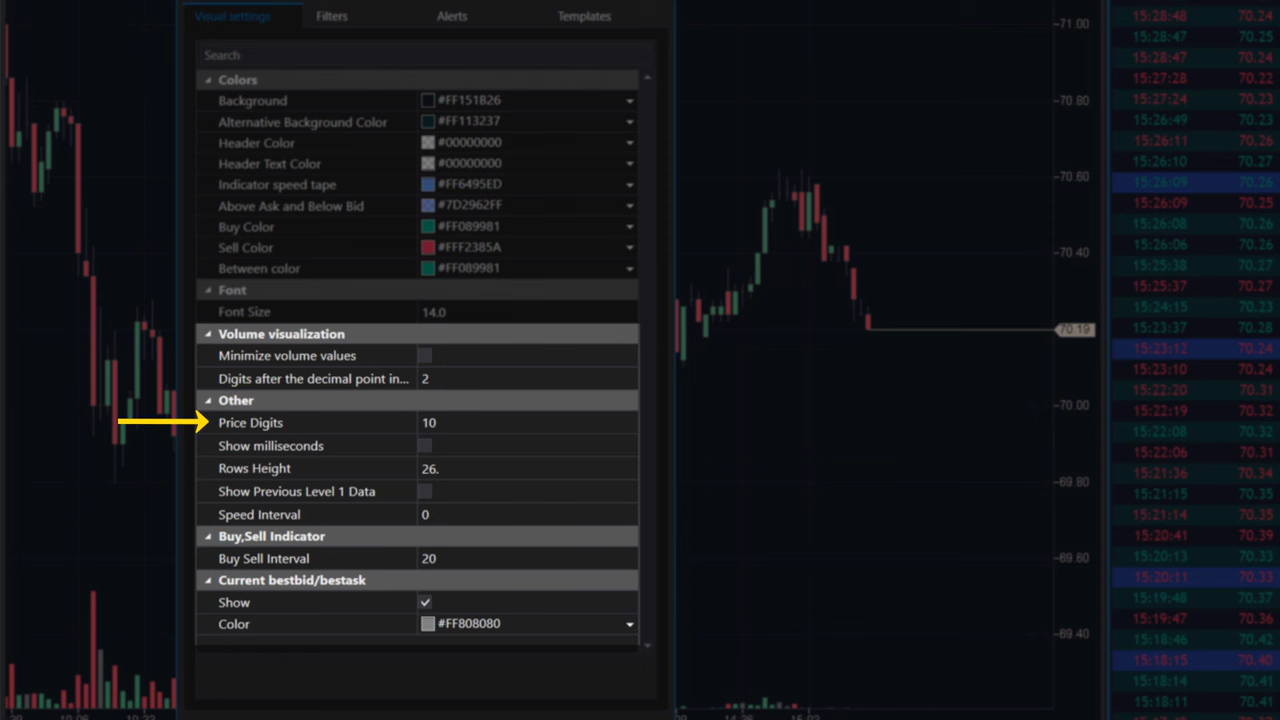 Visual settings
Filters
Alerts
Templates
Search
Colors
Background #FF151B26
Alternative Background Color #FF113237
Header Color #00000000
Header Text Color #00000000
Indicator speed tape #FF6495ED
Above Ask and Below Bid #7D2962FF
Buy Color #FF089981
Sell Color #FFF2385A
Between color #FF089981
Font
Font Size 14.0
Volume visualization
Minimize volume values
Digits after the decimal point in... 2
Other
Price Digits 10
Show milliseconds
Rows Height 26.
Show Previous Level 1 Data
Speed Interval 0
Buy,Sell Indicator
Buy Sell Interval 20
Current bestbid/bestask
Show
Color #FF808080
71.00
70.80
70.60
70.40
70.19
70.00
69.80
69.60
69.40
15:28:48 70.24
15:28:47 70.25
15:28:47 70.24
15:27:28 70.22
15:27:24 70.23
15:26:49 70.23
15:26:11 70.26
15:26:10 70.27
15:26:09 70.26
15:26:09 70.25
15:26:08 70.26
15:26:06 70.26
15:25:38 70.27
15:25:37 70.27
15:24:15 70.23
15:23:37 70.28
15:23:12 70.24
15:23:10 70.24
15:22:20 70.31
15:22:19 70.32
15:22:08 70.32
15:22:06 70.31
15:21:36 70.34
15:21:15 70.35
15:21:14 70.35
15:20:41 70.39
15:20:13 70.33
15:20:11 70.33
15:19:48 70.37
15:19:47 70.36
15:18:46 70.42
15:18:15 70.40
15:18:14 70.41
15:18:11 70.41